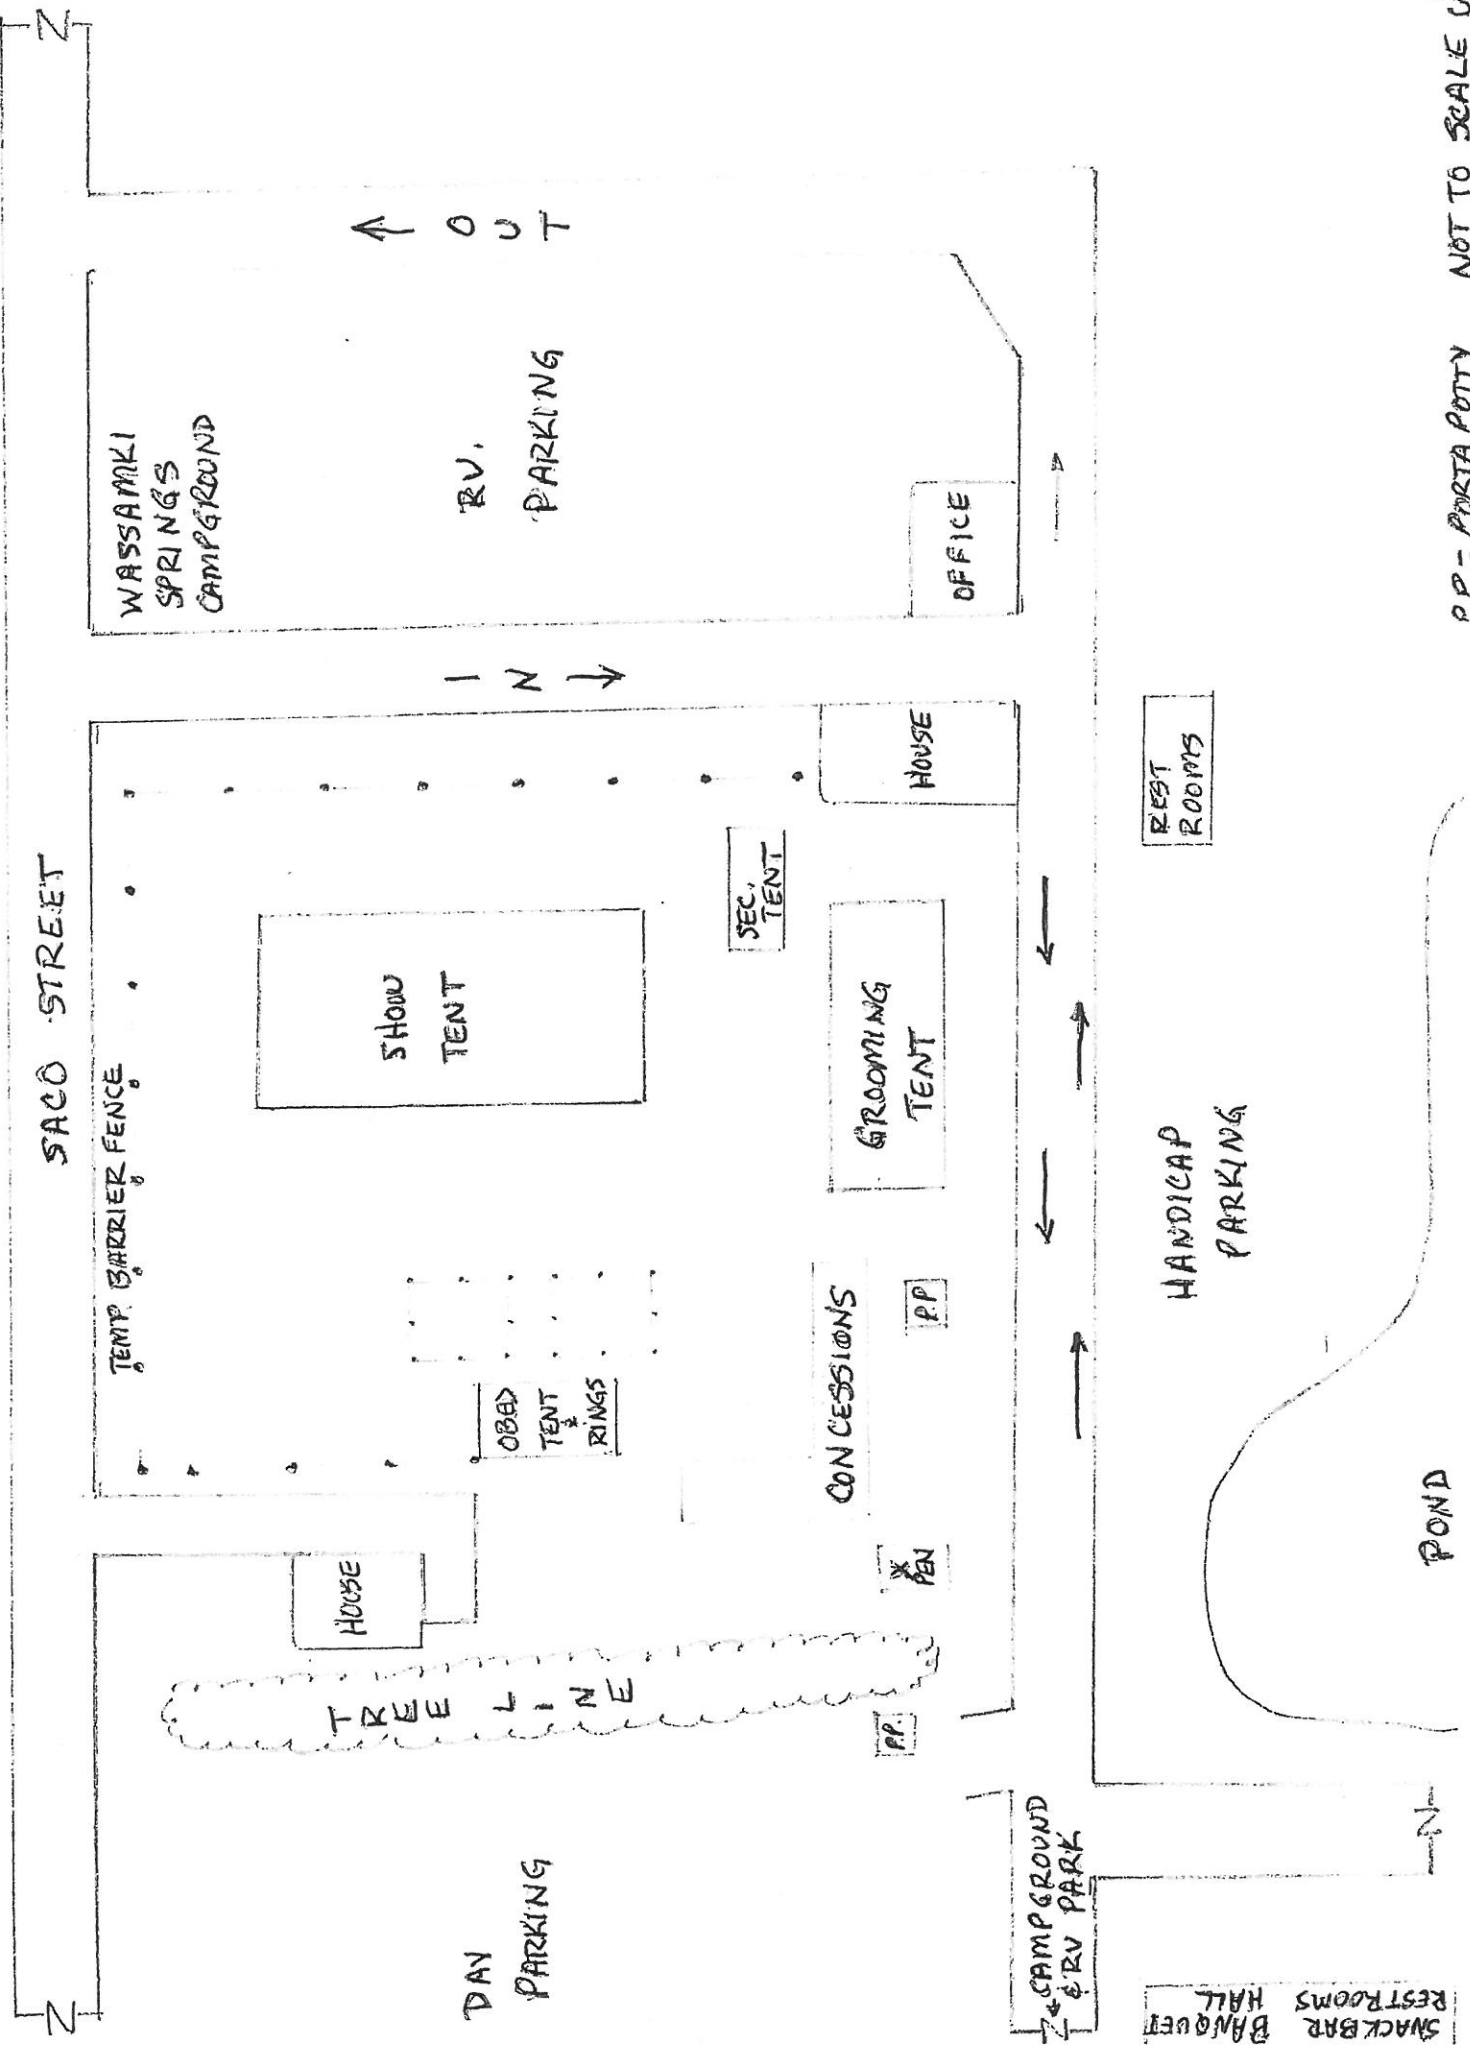 SACO STREET
TEMP. BARRIER FENCE
WASSAMKI
SPRINGS
CAMPGROUND
OUT
RV.
PARKING
IN
OFFICE
HOUSE
SHOW
TENT
SEC.
TENT
GROOMING
TENT
OBED
TENT
&
RINGS
CONCESSIONS
P.P
HOUSE
X
PEN
TREE LINE
P.P.
DAY
PARKING
REST
ROOMS
HANDICAP
PARKING
POND
CAMPGROUND
& RV PARK
SNACKBAR BANQUET
RESTROOMS HALL
PP - PORTA POTTY NOT TO SCALE